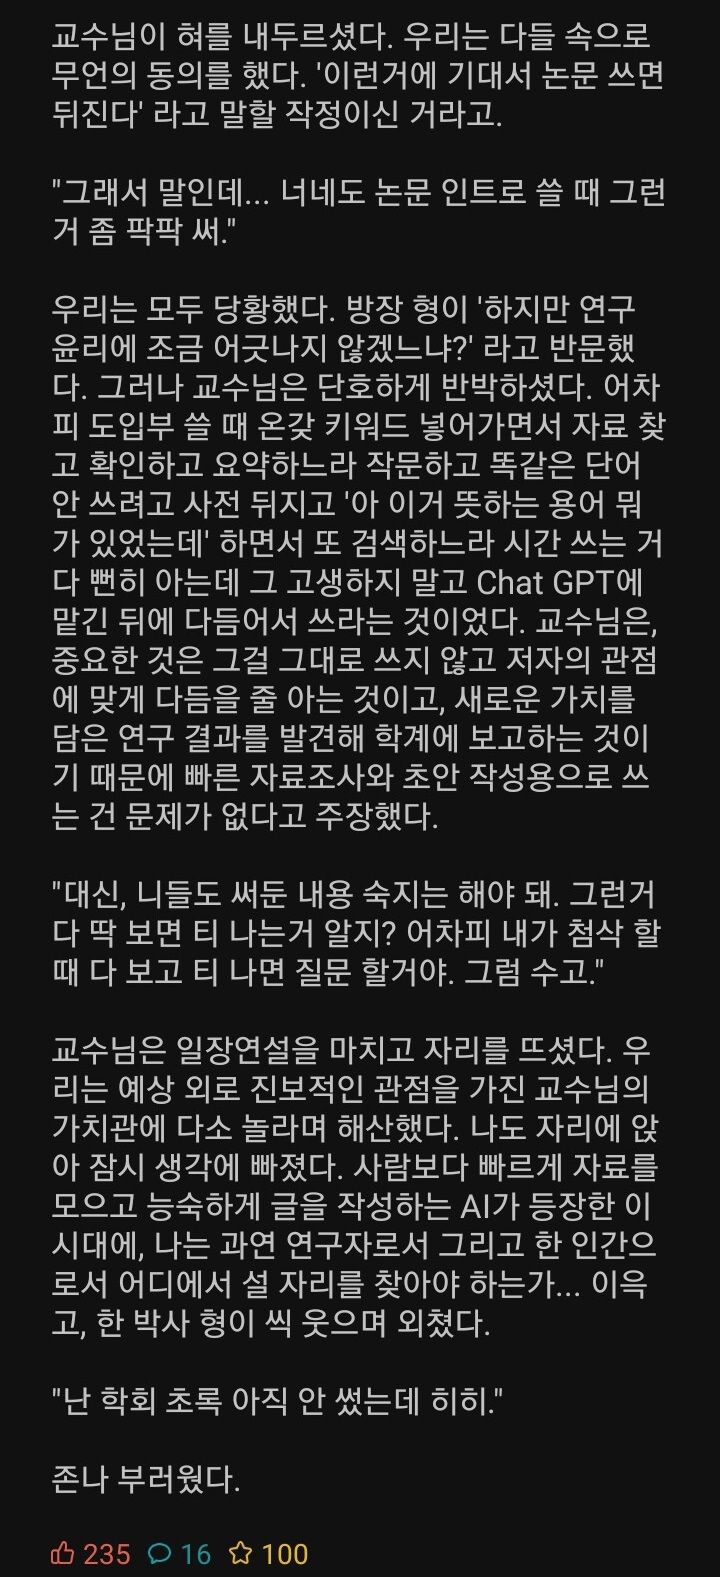 교수님이 혀를 내두르셨다. 우리는 다들 속으로
무언의 동의를 했다. '이런거에 기대서 논문 쓰면
뒤진다' 라고 말할 작정이신 거라고.
"그래서 말인데... 너네도 논문 인트로 쓸 때 그런
거 좀 팍팍 써."
우리는 모두 당황했다. 방장 형이 '하지만 연구
윤리에 조금 어긋나지 않겠느냐?' 라고 반문했
다. 그러나 교수님은 단호하게 반박하셨다. 어차
피 도입부 쓸 때 온갖 키워드 넣어가면서 자료 찾
고 확인하고 요약하느라 작문하고 똑같은 단어
안 쓰려고 사전 뒤지고 '아 이거 뜻하는 용어 뭐
가 있었는데' 하면서 또 검색하느라 시간 쓰는 거
다 뻔히 아는데 그 고생하지 말고 Chat GPT에
맡긴 뒤에 다듬어서 쓰라는 것이었다. 교수님은,
중요한 것은 그걸 그대로 쓰지 않고 저자의 관점
에 맞게 다듬을 줄 아는 것이고, 새로운 가치를
담은 연구 결과를 발견해 학계에 보고하는 것이
기 때문에 빠른 자료조사와 초안 작성용으로 쓰
는 건 문제가 없다고 주장했다.
"대신, 니들도 써둔 내용 숙지는 해야 돼. 그런거
다 딱 보면 티 나는거 알지? 어차피 내가 첨삭 할
때 다 보고 티 나면 질문 할거야. 그럼 수고."
교수님은 일장연설을 마치고 자리를 뜨셨다. 우
리는 예상 외로 진보적인 관점을 가진 교수님의
가치관에 다소 놀라며 해산했다. 나도 자리에 앉
아 잠시 생각에 빠졌다. 사람보다 빠르게 자료를
모으고 능숙하게 글을 작성하는 AI가 등장한 이
시대에, 나는 과연 연구자로서 그리고 한 인간으
로서 어디에서 설 자리를 찾아야 하는가... 이윽
고, 한 박사 형이 씩 웃으며 외쳤다.
"난 학회 초록 아직 안 썼는데 히히."
존나 부러웠다.
235 16 100